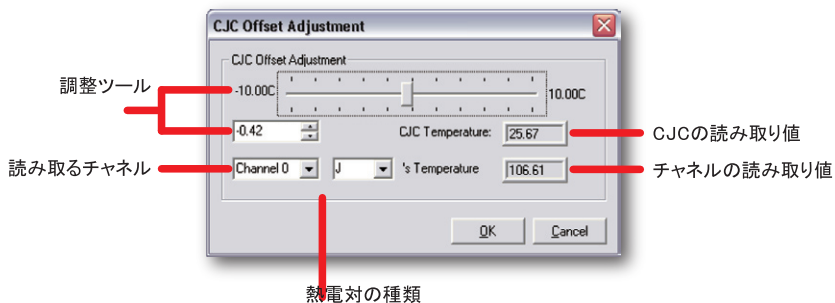 CJC Offset Adjustment
CJC Offset Adjustment
調整ツール
-10.00C
10.00C
-0.42
CJC Temperature:
25.67
CJCの読み取り値
読み取るチャネル
Channel 0
J
's Temperature
106.61
チャネルの読み取り値
OK
Cancel
熱電対の種類